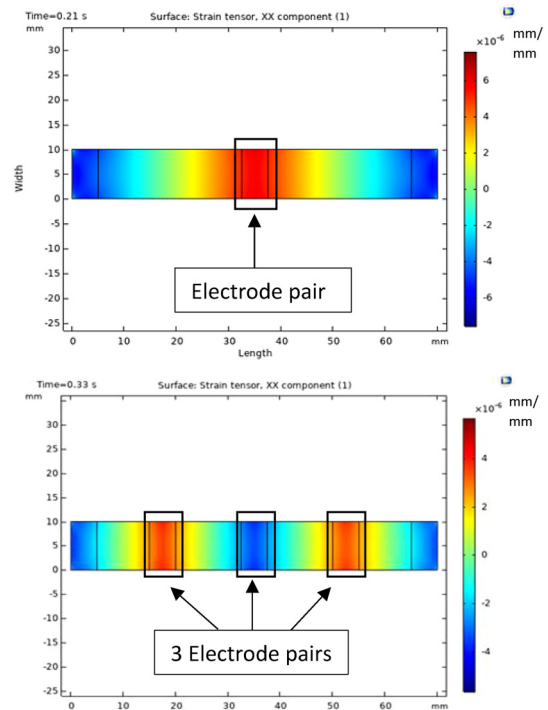 Time=0.21 s Surface: Strain tensor, XX component (1)
mm
×10⁻⁶ mm/
mm
30
25
20
15
10
5
0
-5
-10
-15
-20
-25
Width
6
4
2
0
-2
-4
-6
Electrode pair
0 10 20 30 40 50 60 mm
Length
Time=0.33 s Surface: Strain tensor, XX component (1)
mm
×10⁻⁶ mm/
mm
30
25
20
15
10
5
0
-5
-10
-15
-20
-25
4
2
0
-2
-4
3 Electrode pairs
0 10 20 30 40 50 60 mm